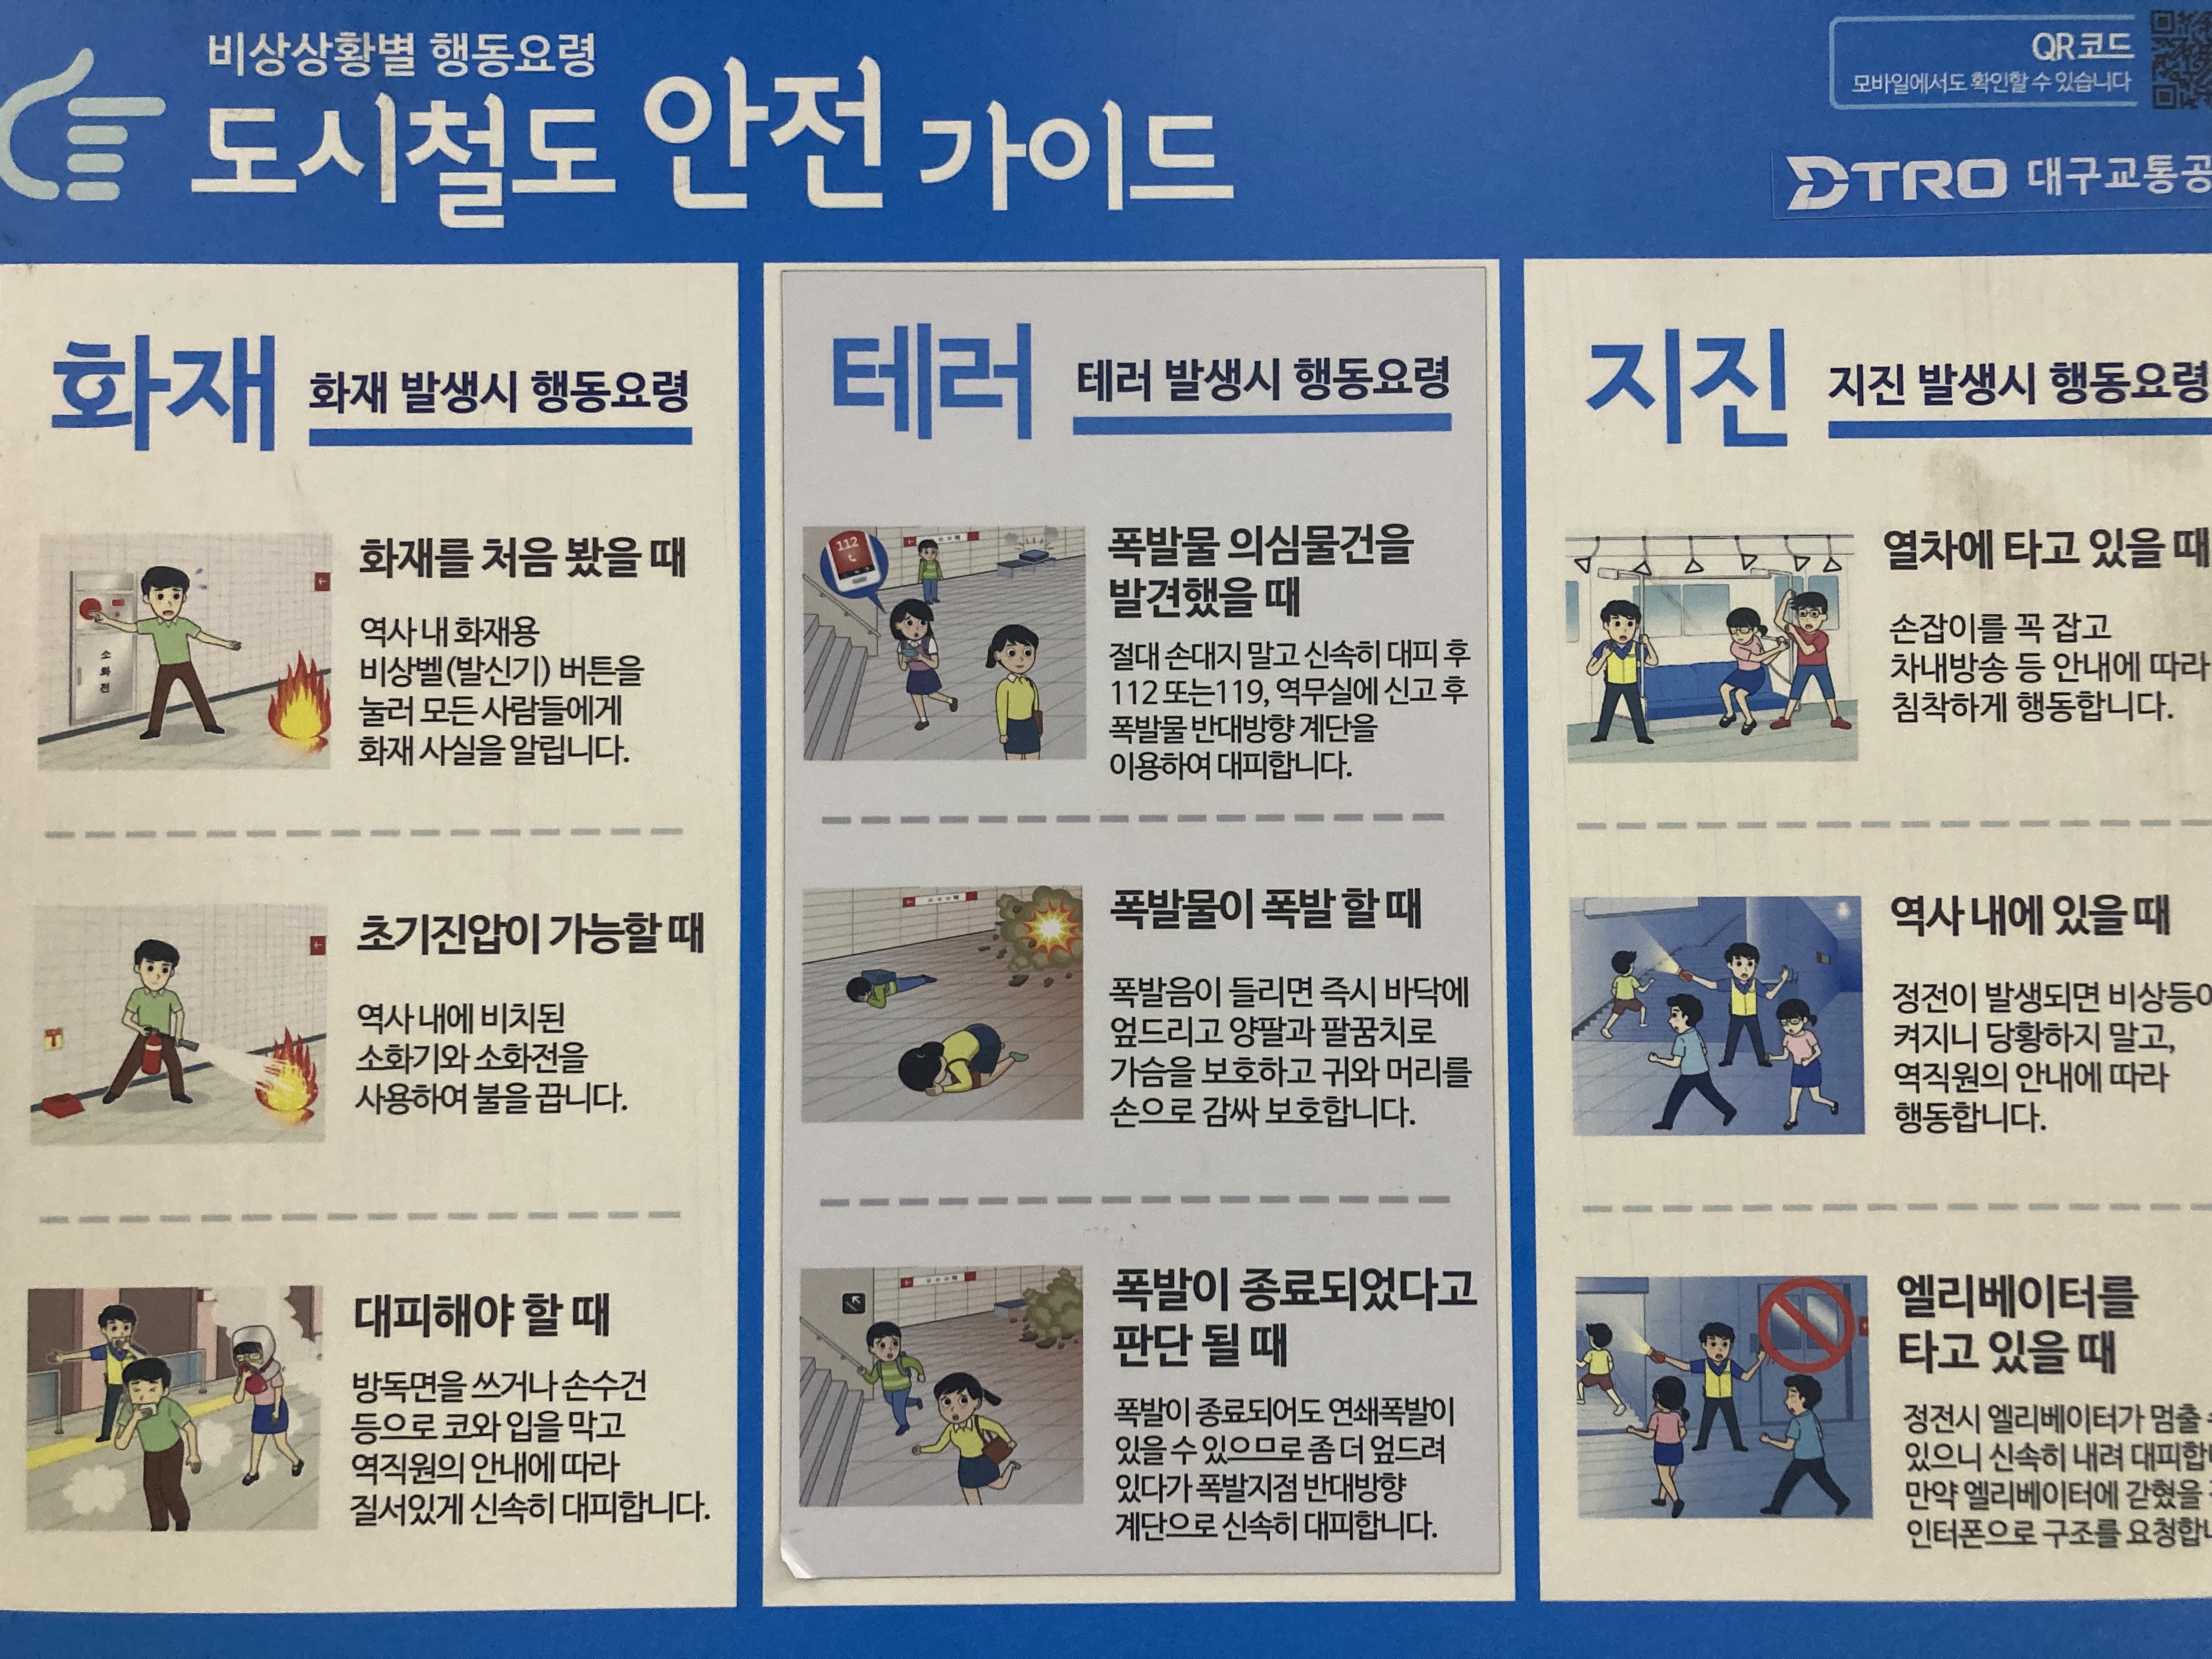 비상상황별 행동요령
도시철도 안전 가이드
QR코드
모바일에서도 확인할 수 있습니다
DTRO
화재 화재 발생시 행동요령
소화전
화재를 처음 봤을 때
역사 내 화재용
비상벨(발신기) 버튼을
눌러 모든 사람들에게
화재 사실을 알립니다.
초기진압이 가능할 때
역사 내에 비치된
소화기와 소화전을
사용하여 불을 끕니다.
대피해야 할 때
방독면을 쓰거나 손수건
등으로 코와 입을 막고
역직원의 안내에 따라
질서있게 신속히 대피합니다.
테러 테러 발생시 행동요령
112
폭발물 의심물건을
발견했을 때
절대 손대지 말고 신속히 대피 후
112 또는119, 역무실에 신고 후
폭발물 반대방향 계단을
이용하여 대피합니다.
폭발물이 폭발 할 때
폭발음이 들리면 즉시 바닥에
엎드리고 양팔과 팔꿈치로
가슴을 보호하고 귀와 머리를
손으로 감싸 보호합니다.
폭발이 종료되었다고
판단 될 때
폭발이 종료되어도 연쇄폭발이
있을 수 있으므로 좀 더 엎드려
있다가 폭발지점 반대방향
계단으로 신속히 대피합니다.
지진 지진 발생시 행동요령
열차에 타고 있을 때
손잡이를 꼭 잡고
차내방송 등 안내에 따라
침착하게 행동합니다.
역사 내에 있을 때
정전이 발생되면
켜지니 당황하지 말고,
역직원의 안내에 따라
행동합니다.
엘리베이터를
타고 있을 때
정전시 엘리베이터가 멈출
있으니 신속히 내려
만약 엘리베이터에 갇혔을
인터폰으로 구조를